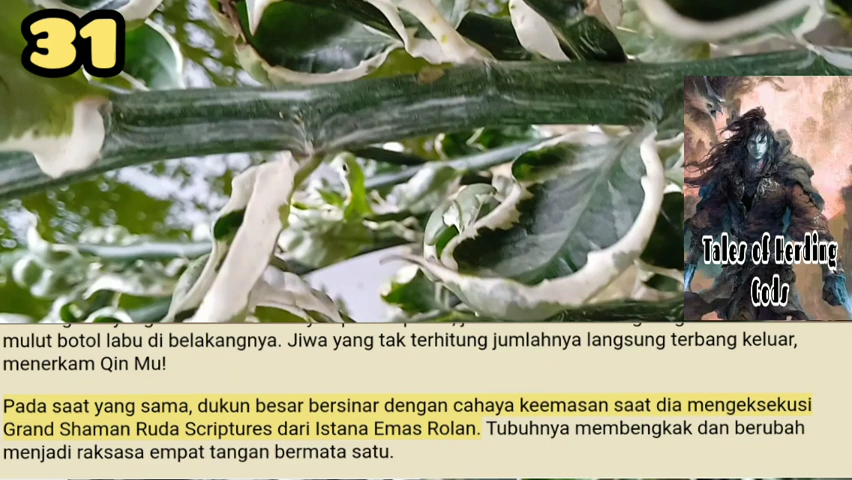 31
Tales of Herding
Gods
mulut botol labu di belakangnya. Jiwa yang tak terhitung jumlahnya langsung terbang keluar,
menerkam Qin Mu!
Pada saat yang sama, dukun besar bersinar dengan cahaya keemasan saat dia mengeksekusi
Grand Shaman Ruda Scriptures dari Istana Emas Rolan. Tubuhnya membengkak dan berubah
menjadi raksasa empat tangan bermata satu.